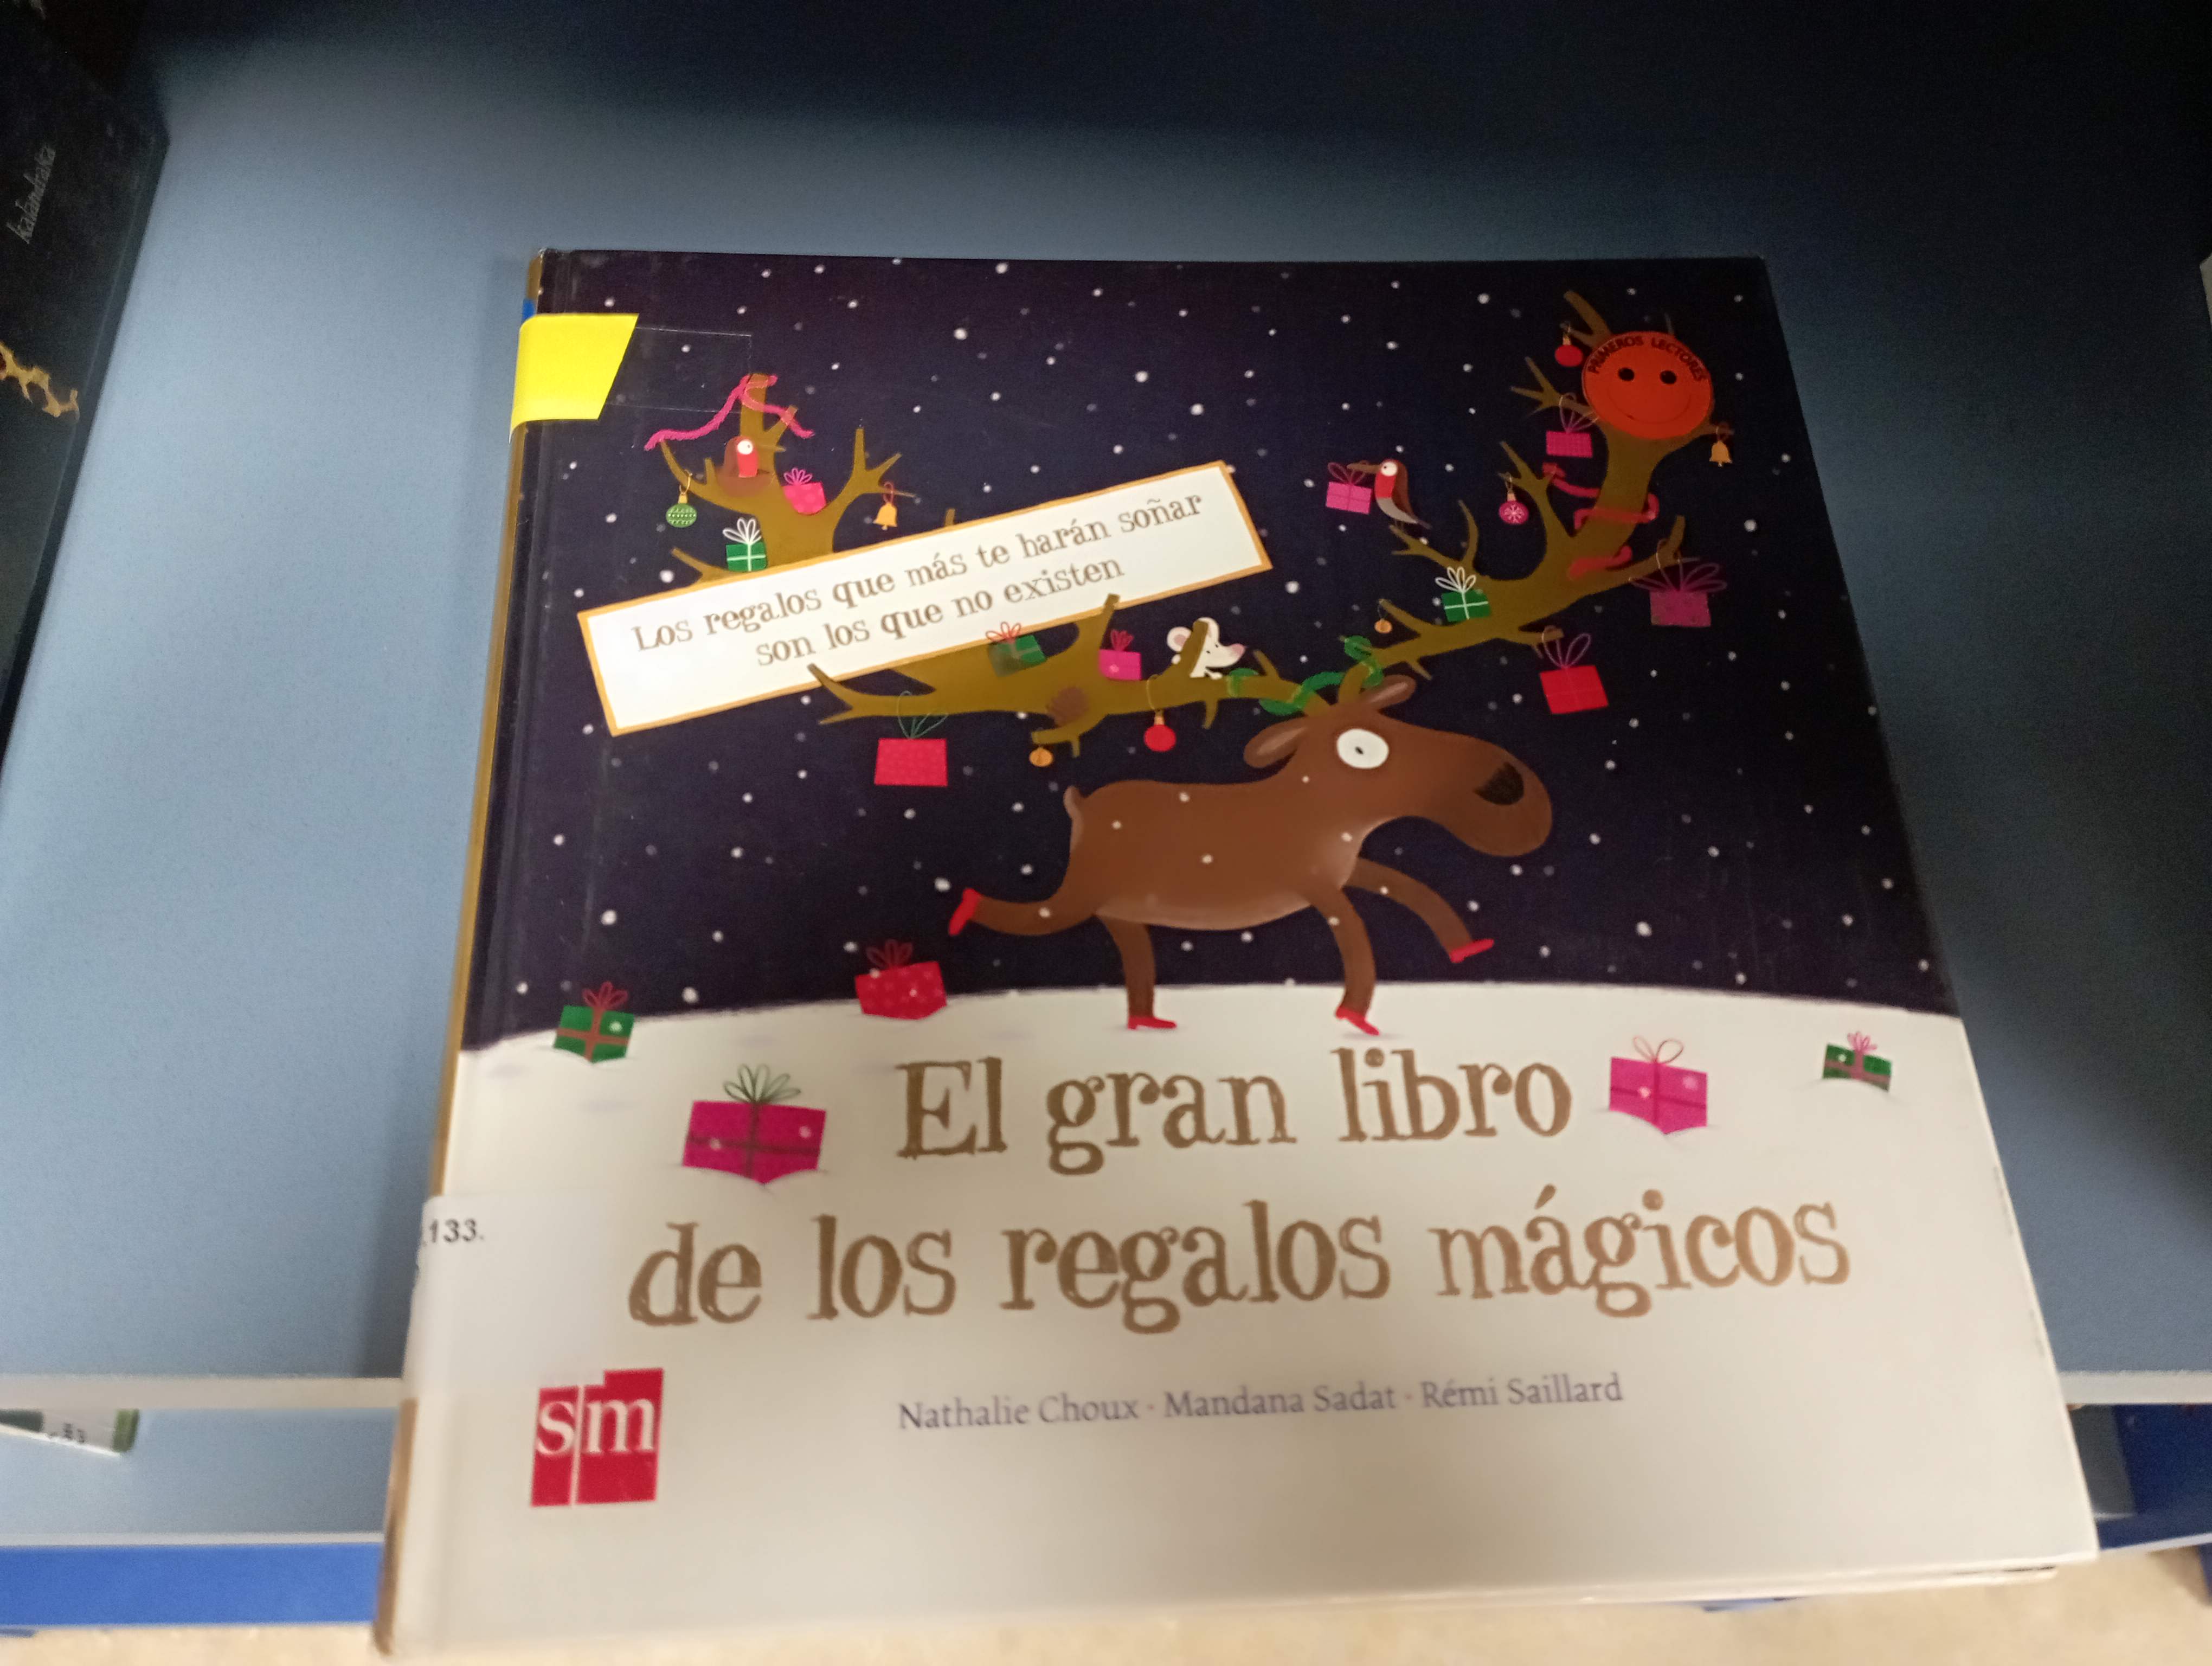 kalandraka
PRIMEROS LECTORES
Los regalos que más te harán soñar
son los que no existen
El gran libro
de los regalos mágicos
133.
Nathalie Choux · Mandana Sadat · Rémi Saillard
sm